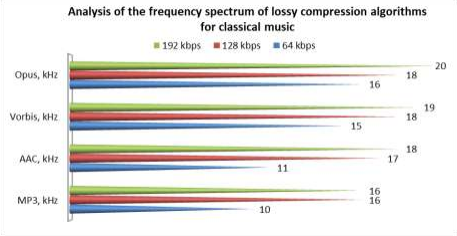 Analysis of the frequency spectrum of lossy compression algorithms
for classical music
192 kbps 128 kbps 64 kbps
20
Opus, kHz 18
16
19
Vorbis, kHz 18
15
18
AAC, kHz 17
11
16
MP3, kHz 16
10